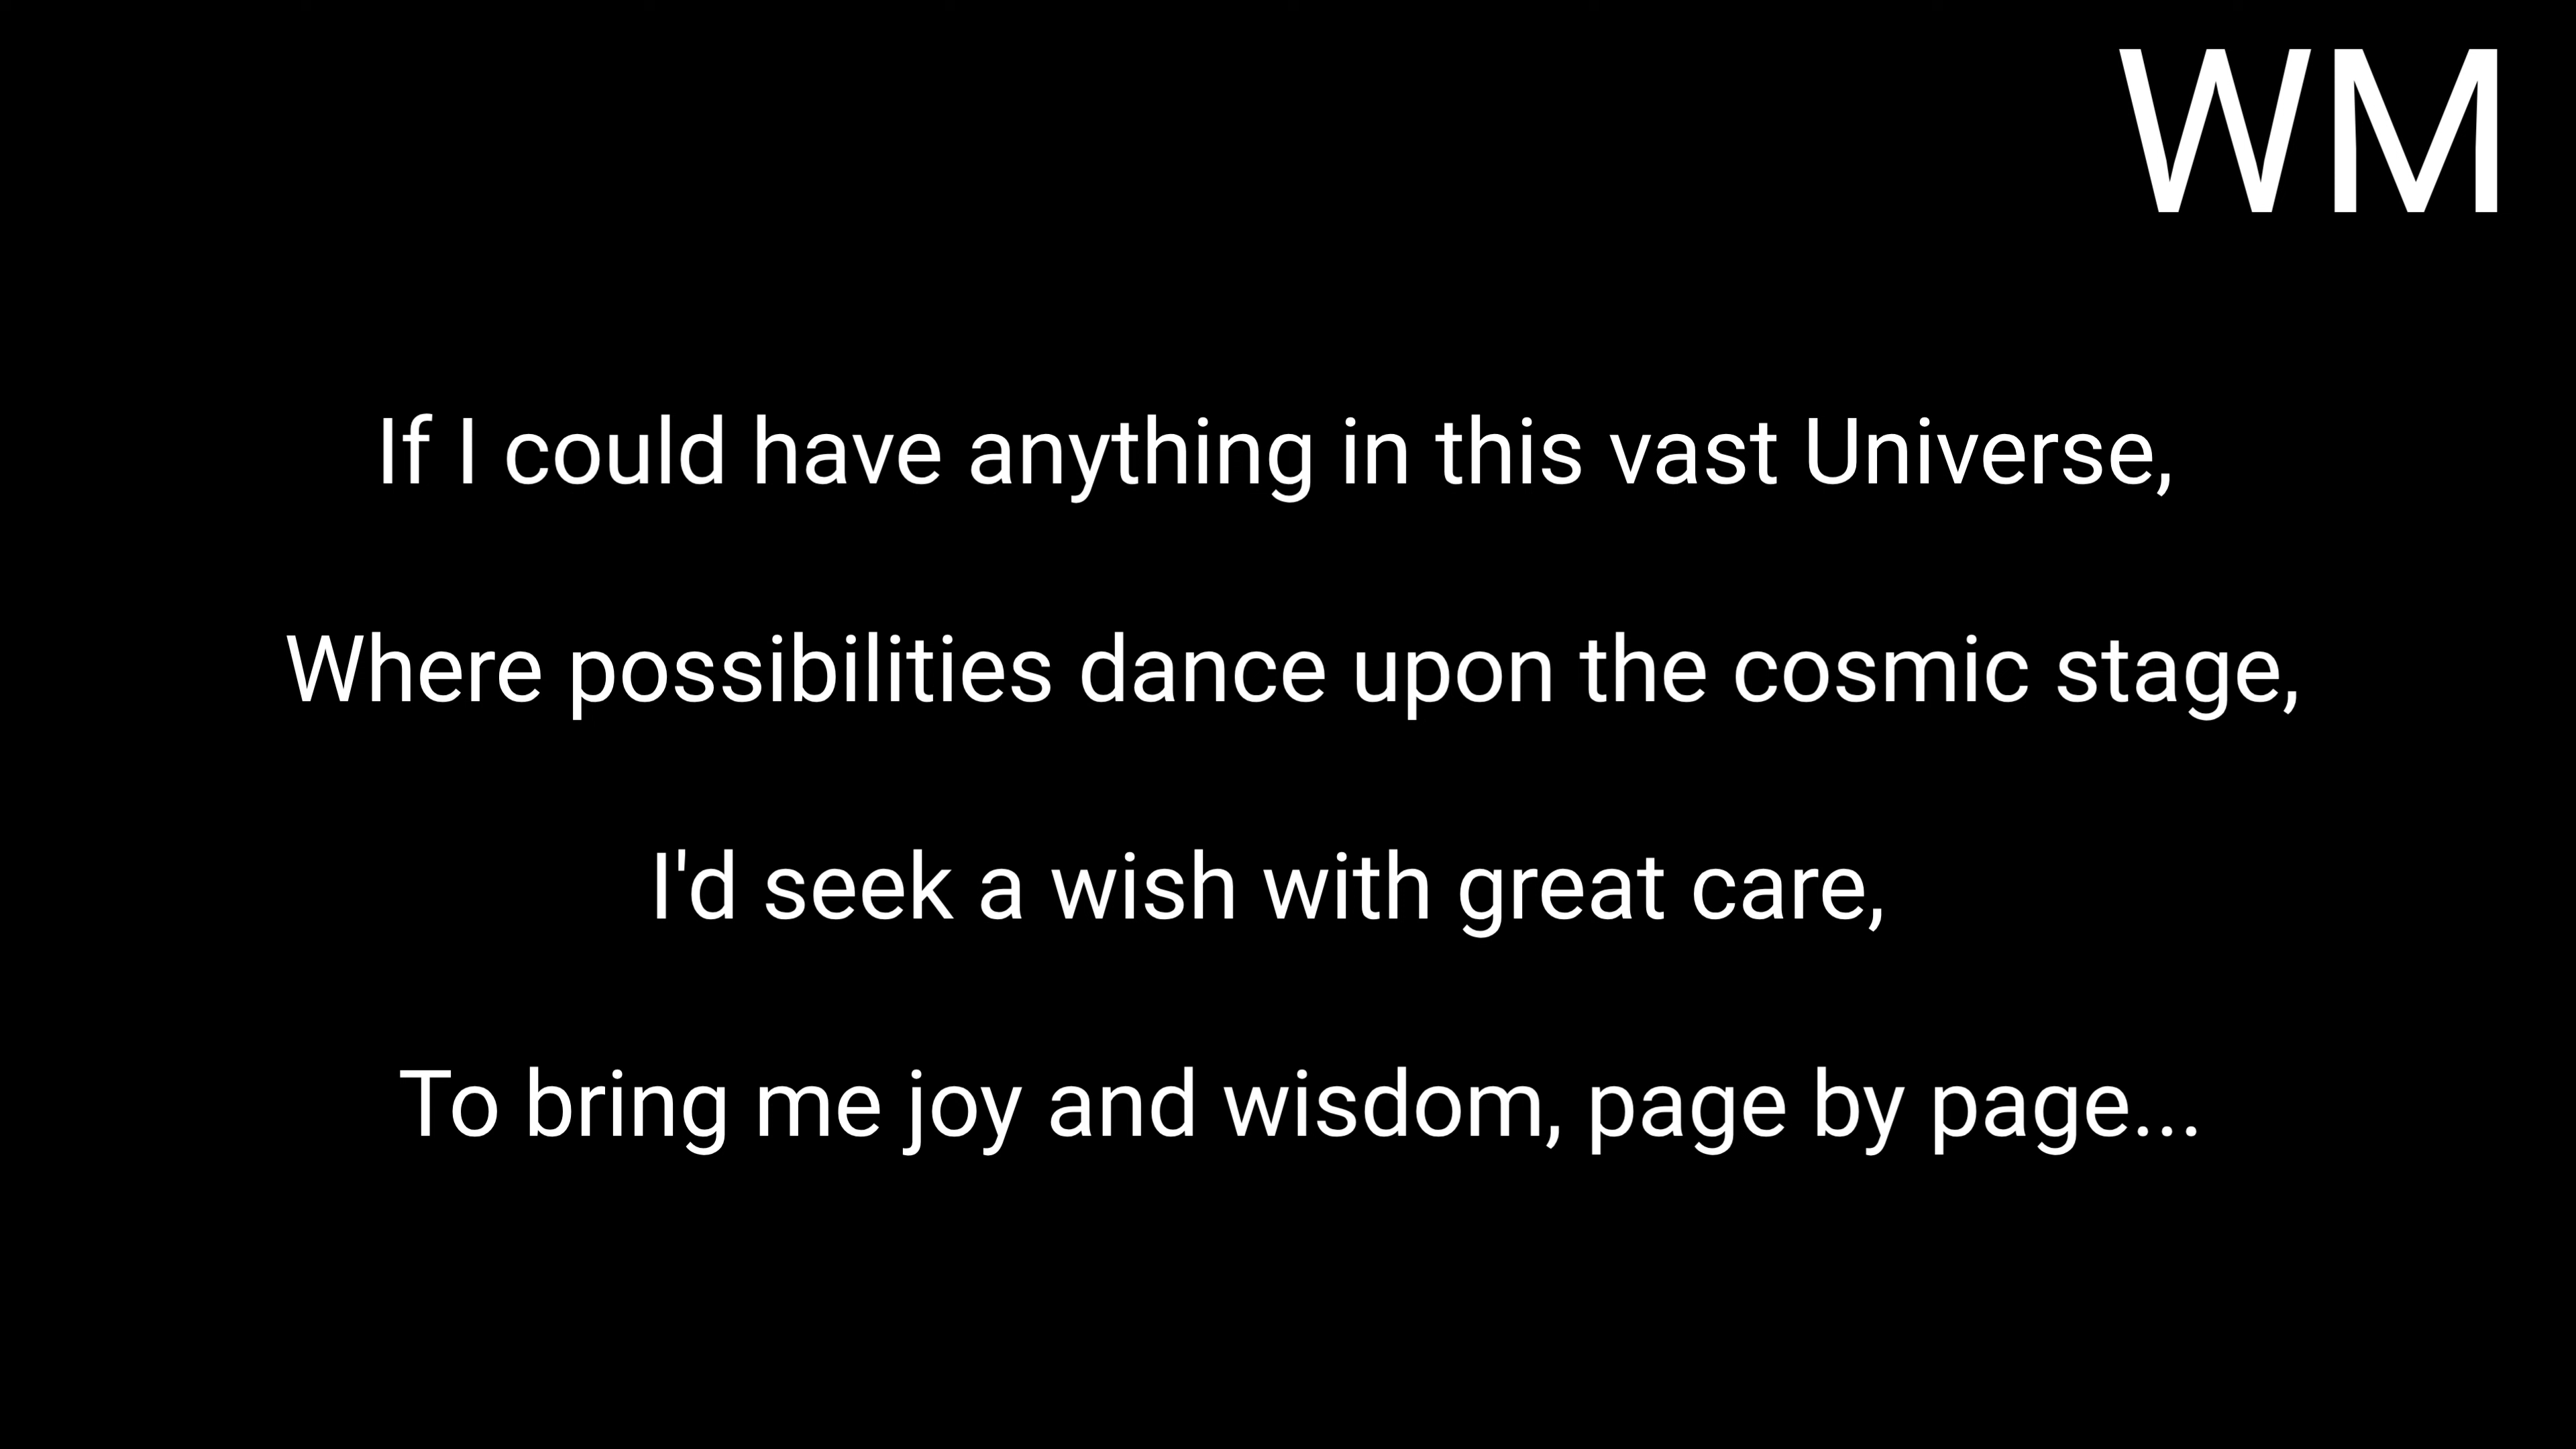 WM
If I could have anything in this vast Universe,
Where possibilities dance upon the cosmic stage,
I'd seek a wish with great care,
To bring me joy and wisdom, page by page...